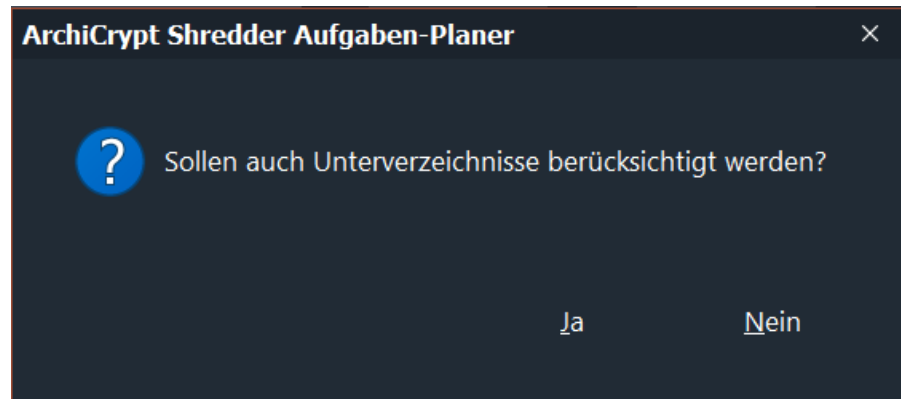 ArchiCrypt Shredder Aufgaben-Planer
Sollen auch Unterverzeichnisse berücksichtigt werden?
Ja Nein